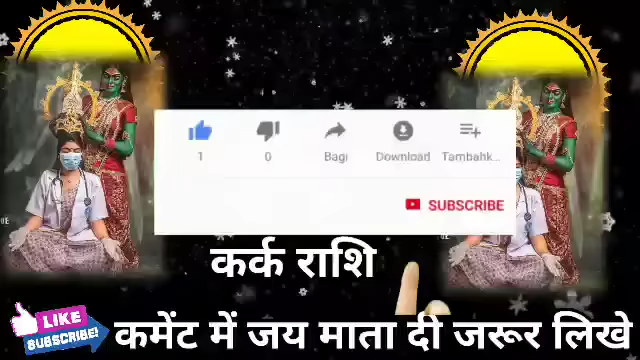 1 0 Bagi Download Tambahk...
SUBSCRIBE
कर्क राशि
LIKE
SUBSCRIBE!
कमेंट में जय माता दी जरूर लिखे